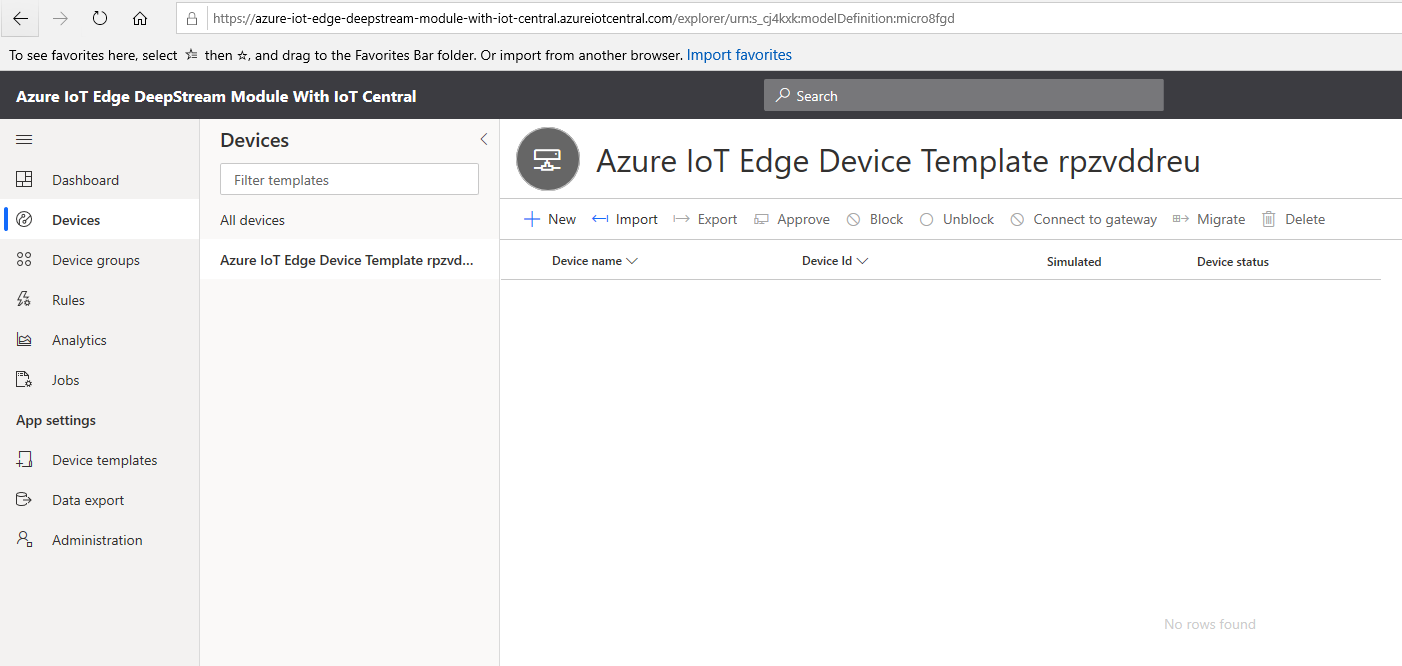 https://azure-iot-edge-deepstream-module-with-iot-central.azureiotcentral.com/explorer/urn:s_cj4kxk:modelDefinition:micro8fgd
To see favorites here, select then ☆, and drag to the Favorites Bar folder. Or import from another browser. Import favorites
Azure IoT Edge DeepStream Module With IoT Central
Search
Dashboard
Devices
Device groups
Rules
Analytics
Jobs
App settings
Device templates
Data export
Administration
Devices
Filter templates
All devices
Azure IoT Edge Device Template rpzvd...
Azure IoT Edge Device Template rpzvddreu
New Import Export Approve Block Unblock Connect to gateway Migrate Delete
Device name Device Id Simulated Device status
No rows found